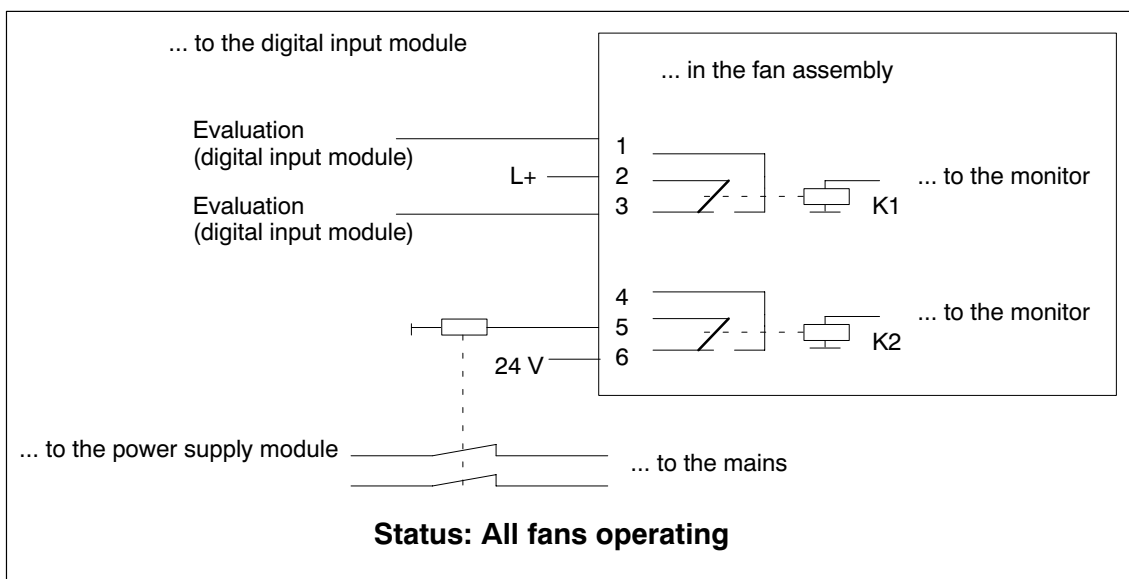 ... to the digital input module
... in the fan assembly
Evaluation
(digital input module)
1
L+
2
... to the monitor
Evaluation
(digital input module)
3
K1
4
... to the monitor
5
K2
24 V
6
... to the power supply module
... to the mains
Status: All fans operating